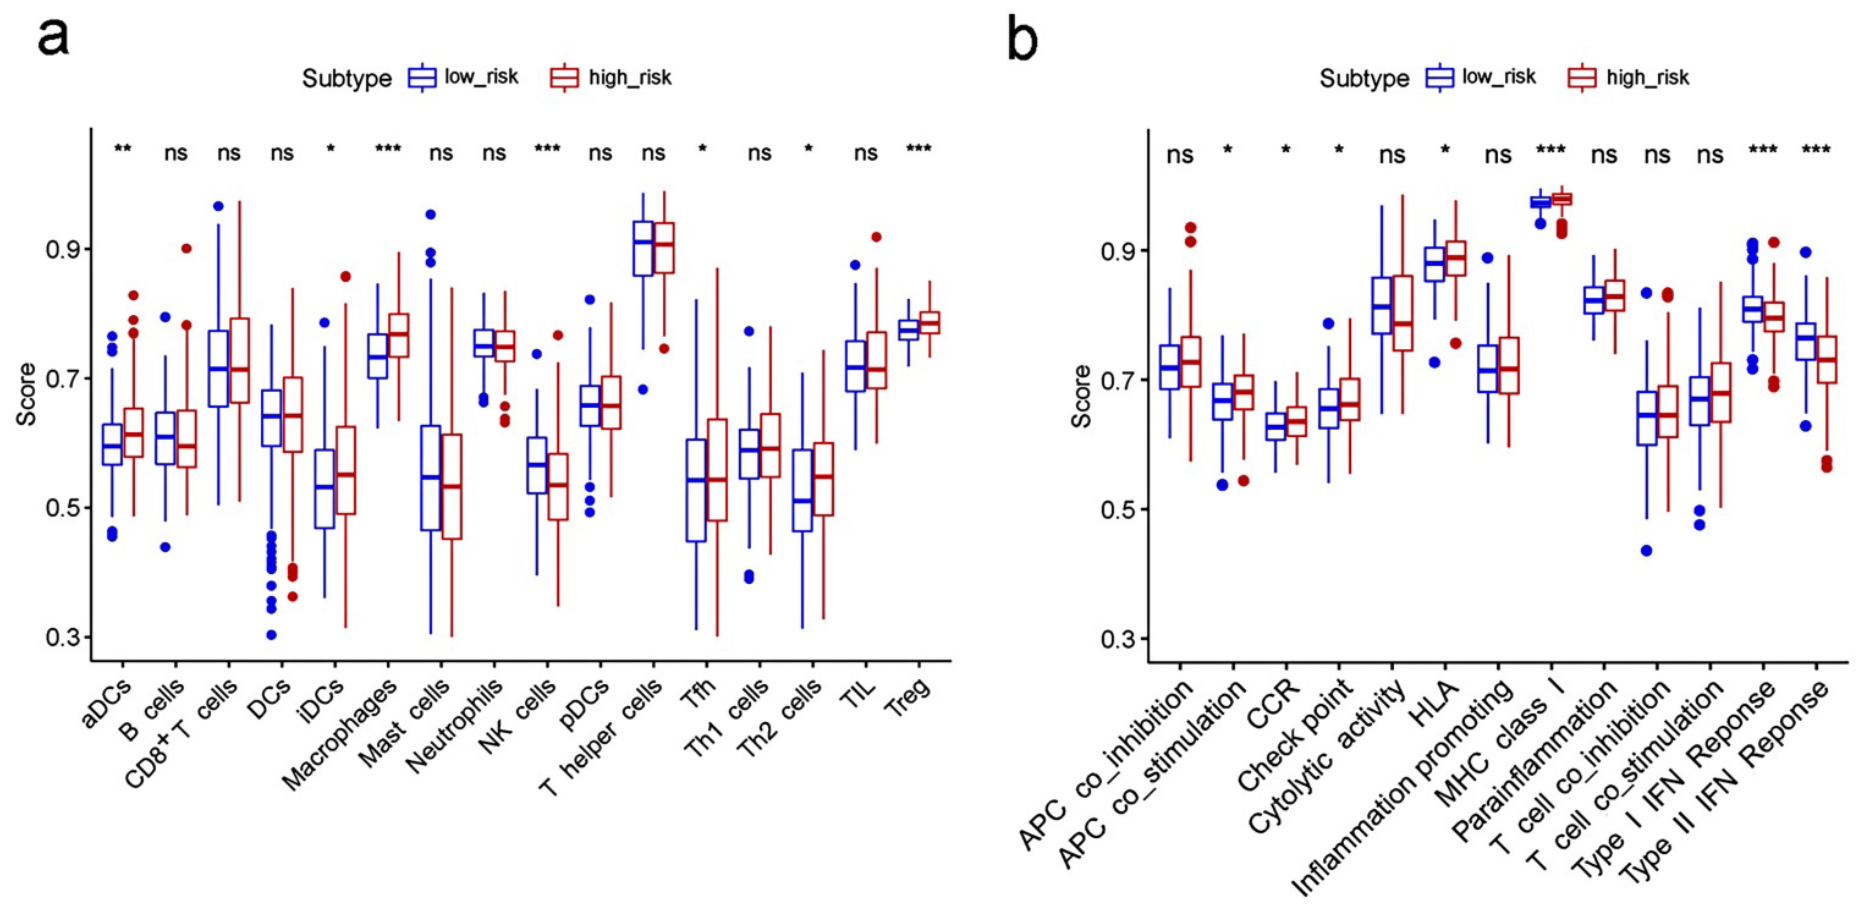 a
Subtype low_risk high_risk
** ns ns ns * *** ns ns *** ns ns * ns * ns ***
Score
0.9
0.7
0.5
0.3
aDCs
B cells
CD8+ T cells
DCs
iDCs
Macrophages
Mast cells
Neutrophils
NK cells
pDCs
T helper cells
Tfh
Th1 cells
Th2 cells
TIL
Treg
b
Subtype low_risk high_risk
ns * * * ns * ns *** ns ns ns *** ***
Score
0.9
0.7
0.5
0.3
APC co_inhibition
APC co_stimulation
CCR
Check point
Cytolytic activity
HLA
Inflammation promoting
MHC class I
Parainflammation
T cell co_inhibition
T cell co_stimulation
Type I IFN Reponse
Type II IFN Reponse